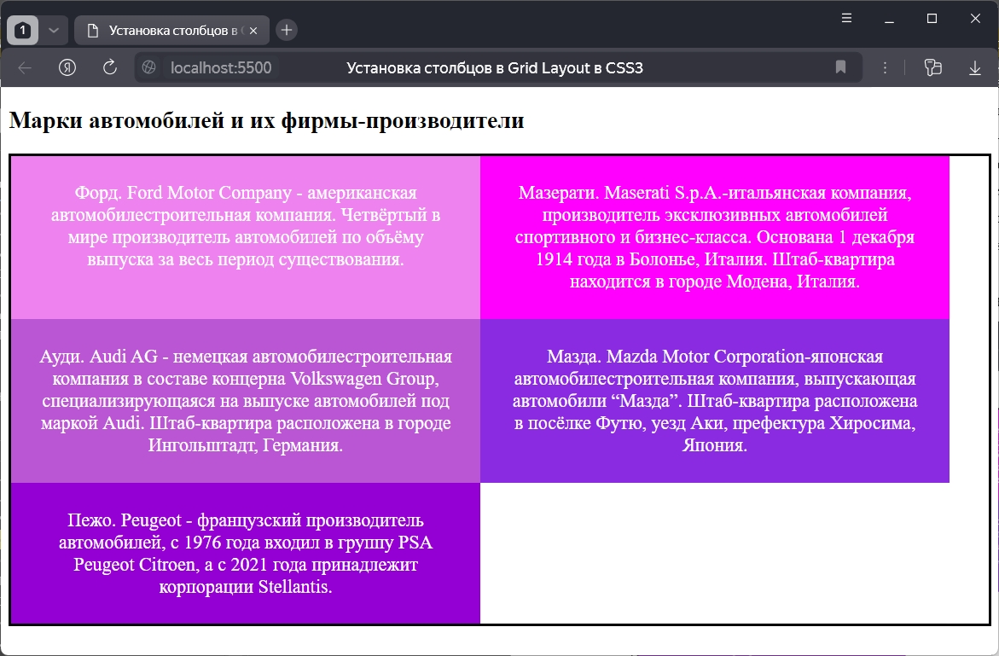 1
Установка столбцов в
localhost:5500
Установка столбцов в Grid Layout в CSS3
Марки автомобилей и их фирмы-производители
Форд. Ford Motor Company - американская
автомобилестроительная компания. Четвёртый в
мире производитель автомобилей по объёму
выпуска за весь период существования.
Мазерати. Maserati S.p.A.-итальянская компания,
производитель эксклюзивных автомобилей
спортивного и бизнес-класса. Основана 1 декабря
1914 года в Болонье, Италия. Штаб-квартира
находится в городе Модена, Италия.
Ауди. Audi AG - немецкая автомобилестроительная
компания в составе концерна Volkswagen Group,
специализирующаяся на выпуске автомобилей под
маркой Audi. Штаб-квартира расположена в городе
Ингольштадт, Германия.
Мазда. Mazda Motor Corporation-японская
автомобилестроительная компания, выпускающая
автомобили “Мазда”. Штаб-квартира расположена
в посёлке Футю, уезд Аки, префектура Хиросима,
Япония.
Пежо. Peugeot - французский производитель
автомобилей, с 1976 года входил в группу PSA
Peugeot Citroen, а с 2021 года принадлежит
корпорации Stellantis.